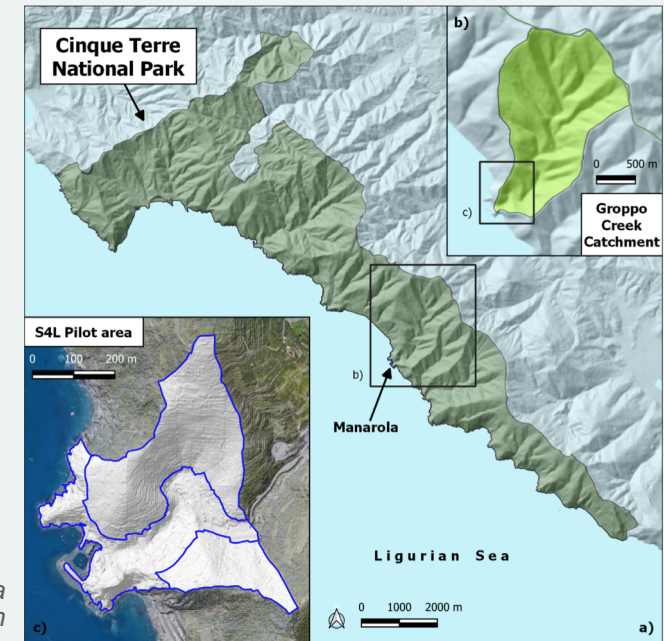 Cinque Terre
National Park
b)
0 500 m
c)
Groppo
Creek
Catchment
S4L Pilot area
0 100 200 m
b)
Manarola
Ligurian Sea
0 1000 2000 m
c)
a)
a
n